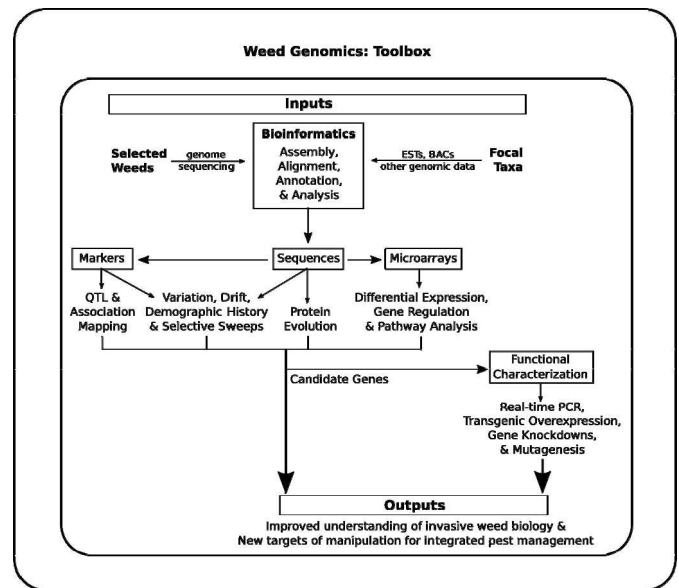 Weed Genomics: Toolbox
Inputs
Bioinformatics
Assembly,
Alignment,
Annotation,
& Analysis
Selected
Weeds
genome
sequencing
ESTs, BACs
other genomic data
Focal
Taxa
Markers
Sequences
Microarrays
QTL &
Association
Mapping
Variation, Drift,
Demographic History
& Selective Sweeps
Protein
Evolution
Differential Expression,
Gene Regulation
& Pathway Analysis
Candidate Genes
Functional
Characterization
Real-time PCR,
Transgenic Overexpression,
Gene Knockdowns,
& Mutagenesis
Outputs
Improved understanding of invasive weed biology &
New targets of manipulation for integrated pest management